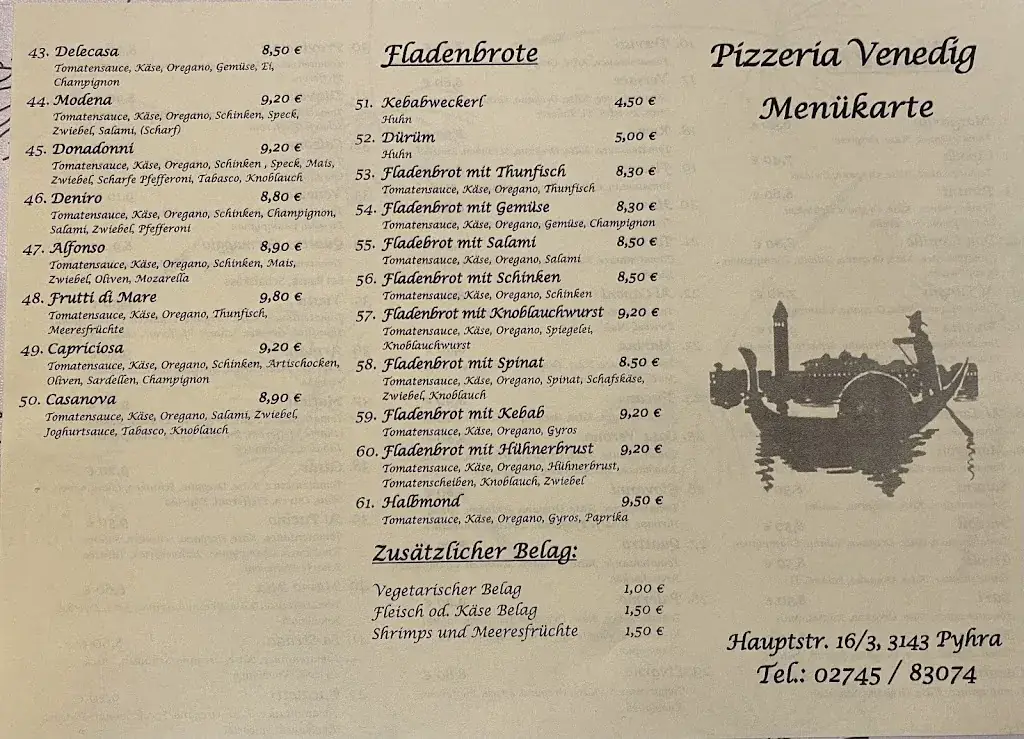 43. Delecasa 8,50 €
Tomatensauce, Käse, Oregano, Gemüse, Ei,
Champignon
44. Modena 9,20 €
Tomatensauce, Käse, Oregano, Schinken, Speck,
Zwiebel, Salami, (Scharf)
45. Donadonni 9,20 €
Tomatensauce, Käse, Oregano, Schinken , Speck, Mais,
Zwiebel, Scharfe Pfefferoni, Tabasco, Knoblauch
46. Deniro 8,80 €
Tomatensauce, Käse, Oregano, Schinken, Champignon,
Salami, Zwiebel, Pfefferoni
47. Alfonso 8,90 €
Tomatensauce, Käse, Oregano, Schinken, Mais,
Zwiebel, Oliven, Mozarella
48. Frutti di Mare 9,80 €
Tomatensauce, Käse, Oregano, Thunfisch,
Meeresfrüchte
49. Capriciosa 9,20 €
Tomatensauce, Käse, Oregano, Schinken, Artischocken,
Oliven, Sardellen, Champignon
50. Casanova 8,90 €
Tomatensauce, Käse, Oregano, Salami, Zwiebel,
Joghurtsauce, Tabasco, Knoblauch
Fladenbrote
51. Kebabweckerl 4,50 €
Huhn
52. Dürüm 5,00 €
Huhn
53. Fladenbrot mit Thunfisch 8,30 €
Tomatensauce, Käse, Oregano, Thunfisch
54. Fladenbrot mit Gemüse 8,30 €
Tomatensauce, Käse, Oregano, Gemüse, Champignon
55. Fladebrot mit Salami 8,50 €
Tomatensauce, Käse, Oregano, Salami
56. Fladenbrot mit Schinken 8,50 €
Tomatensauce, Käse, Oregano, Schinken
57. Fladenbrot mit Knoblauchwurst 9,20 €
Tomatensauce, Käse, Oregano, Spiegelei,
Knoblauchwurst
58. Fladenbrot mit Spinat 8.50 €
Tomatensauce, Käse, Oregano, Spinat, Schafskäse,
Zwiebel, Knoblauch
59. Fladenbrot mit Kebab 9,20 €
Tomatensauce, Käse, Oregano, Gyros
60. Fladenbrot mit Hühnerbrust 9,20 €
Tomatensauce, Käse, Oregano, Hühnerbrust,
Tomatenscheiben, Knoblauch, Zwiebel
61. Halbmond 9,50 €
Tomatensauce, Käse, Oregano, Gyros, Paprika
Zusätzlicher Belag:
Vegetarischer Belag 1,00 €
Fleisch od. Käse Belag 1,50 €
Shrimps und Meeresfrüchte 1,50 €
Pizzeria Venedig
Menükarte
Hauptstr. 16/3, 3143 Pyhra
Tel.: 02745 / 83074